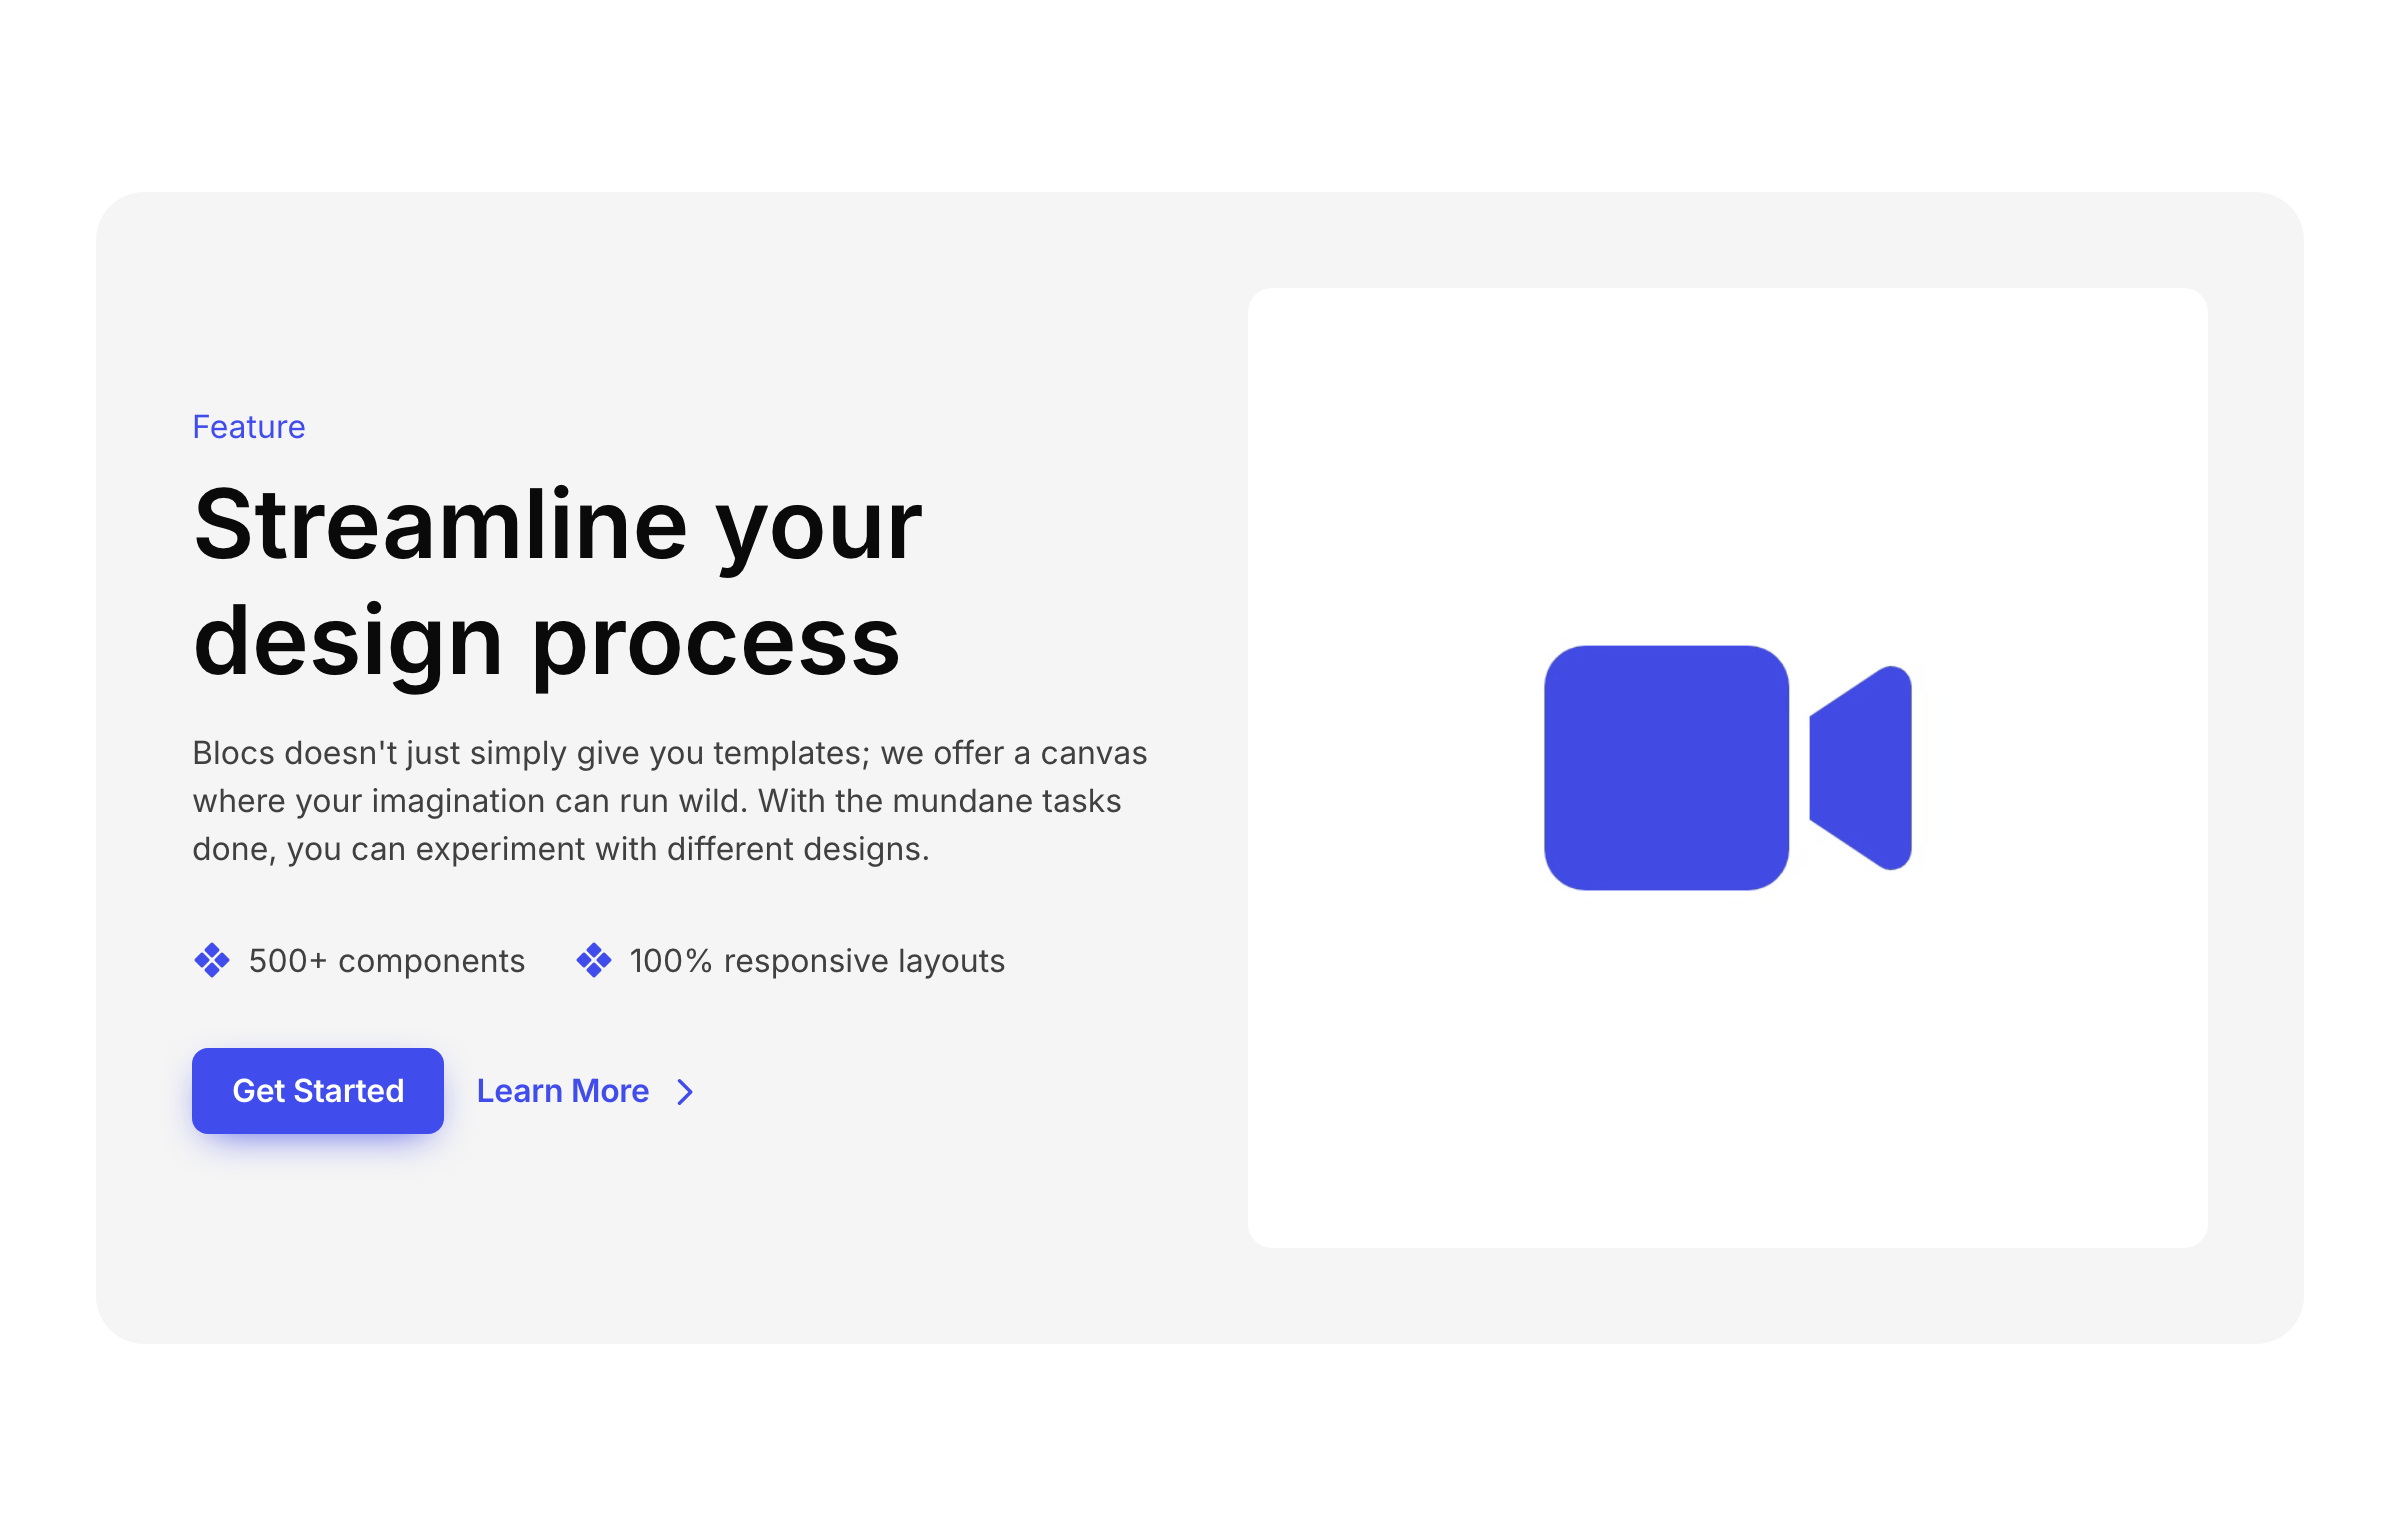 Feature
Streamline your
design process
Blocs doesn't just simply give you templates; we offer a canvas
where your imagination can run wild. With the mundane tasks
done, you can experiment with different designs.
500+ components
100% responsive layouts
Get Started
Learn More